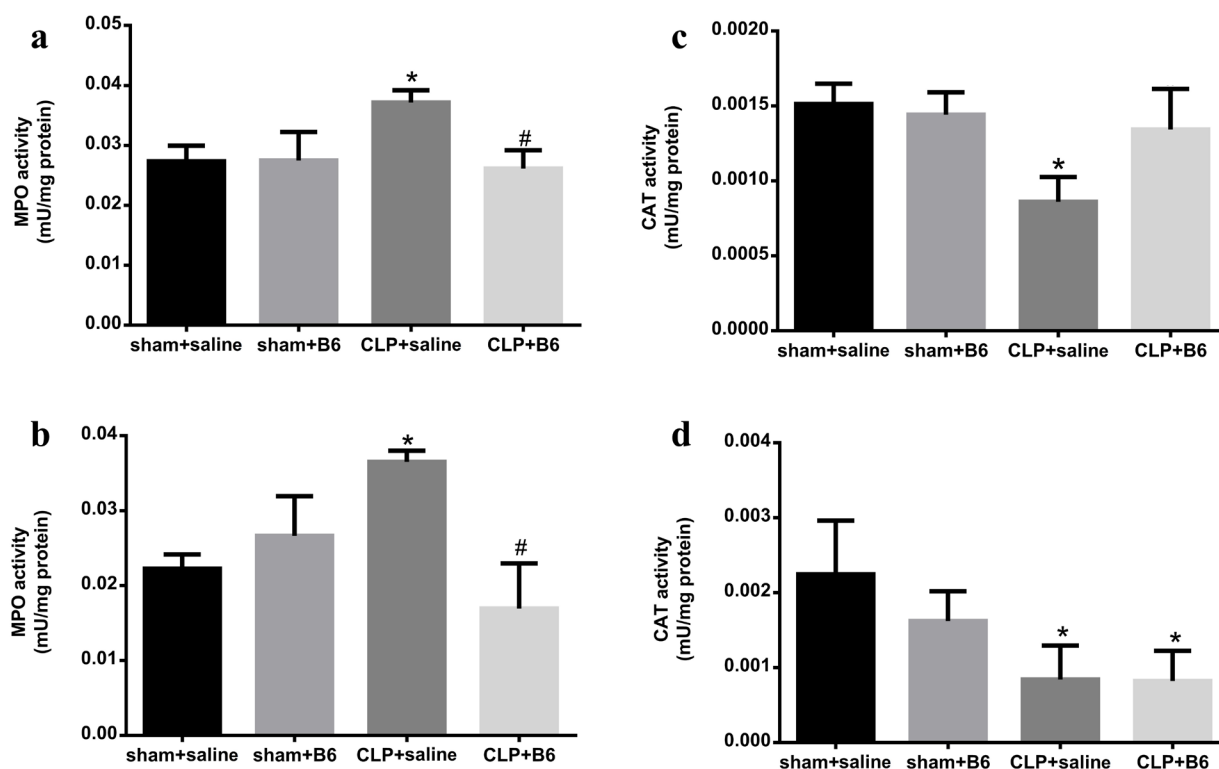 a
MPO activity
(mU/mg protein)
0.05
0.04
0.03
0.02
0.01
0.00
*
#
sham+saline sham+B6 CLP+saline CLP+B6
c
CAT activity
(mU/mg protein)
0.0020
0.0015
0.0010
0.0005
0.0000
*
sham+saline sham+B6 CLP+saline CLP+B6
b
MPO activity
(mU/mg protein)
0.04
0.03
0.02
0.01
0.00
*
#
sham+saline sham+B6 CLP+saline CLP+B6
d
CAT activity
(mU/mg protein)
0.004
0.003
0.002
0.001
0.000
* *
sham+saline sham+B6 CLP+saline CLP+B6